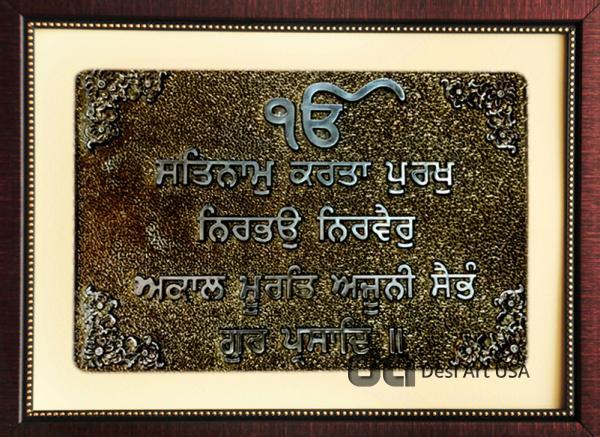 ੴ
ਸਤਿਨਾਮੁ ਕਰਤਾ ਪੁਰਖੁ
ਨਿਰਭਉ ਨਿਰਵੈਰੁ
ਅਕਾਲ ਮੂਰਤਿ ਅਜੂਨੀ ਸੈਭੰ
ਗੁਰ ਪ੍ਰਸਾਦਿ ॥
Desi Art USA